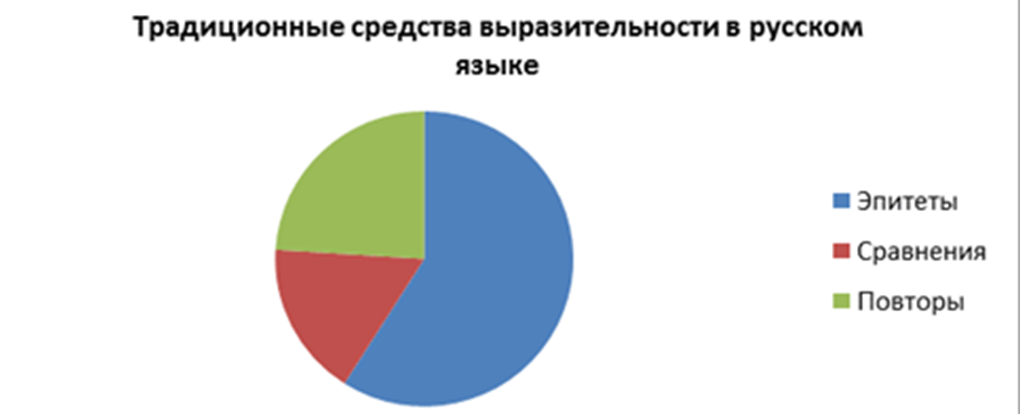 Традиционные средства выразительности в русском
языке
Эпитеты
Сравнения
Повторы